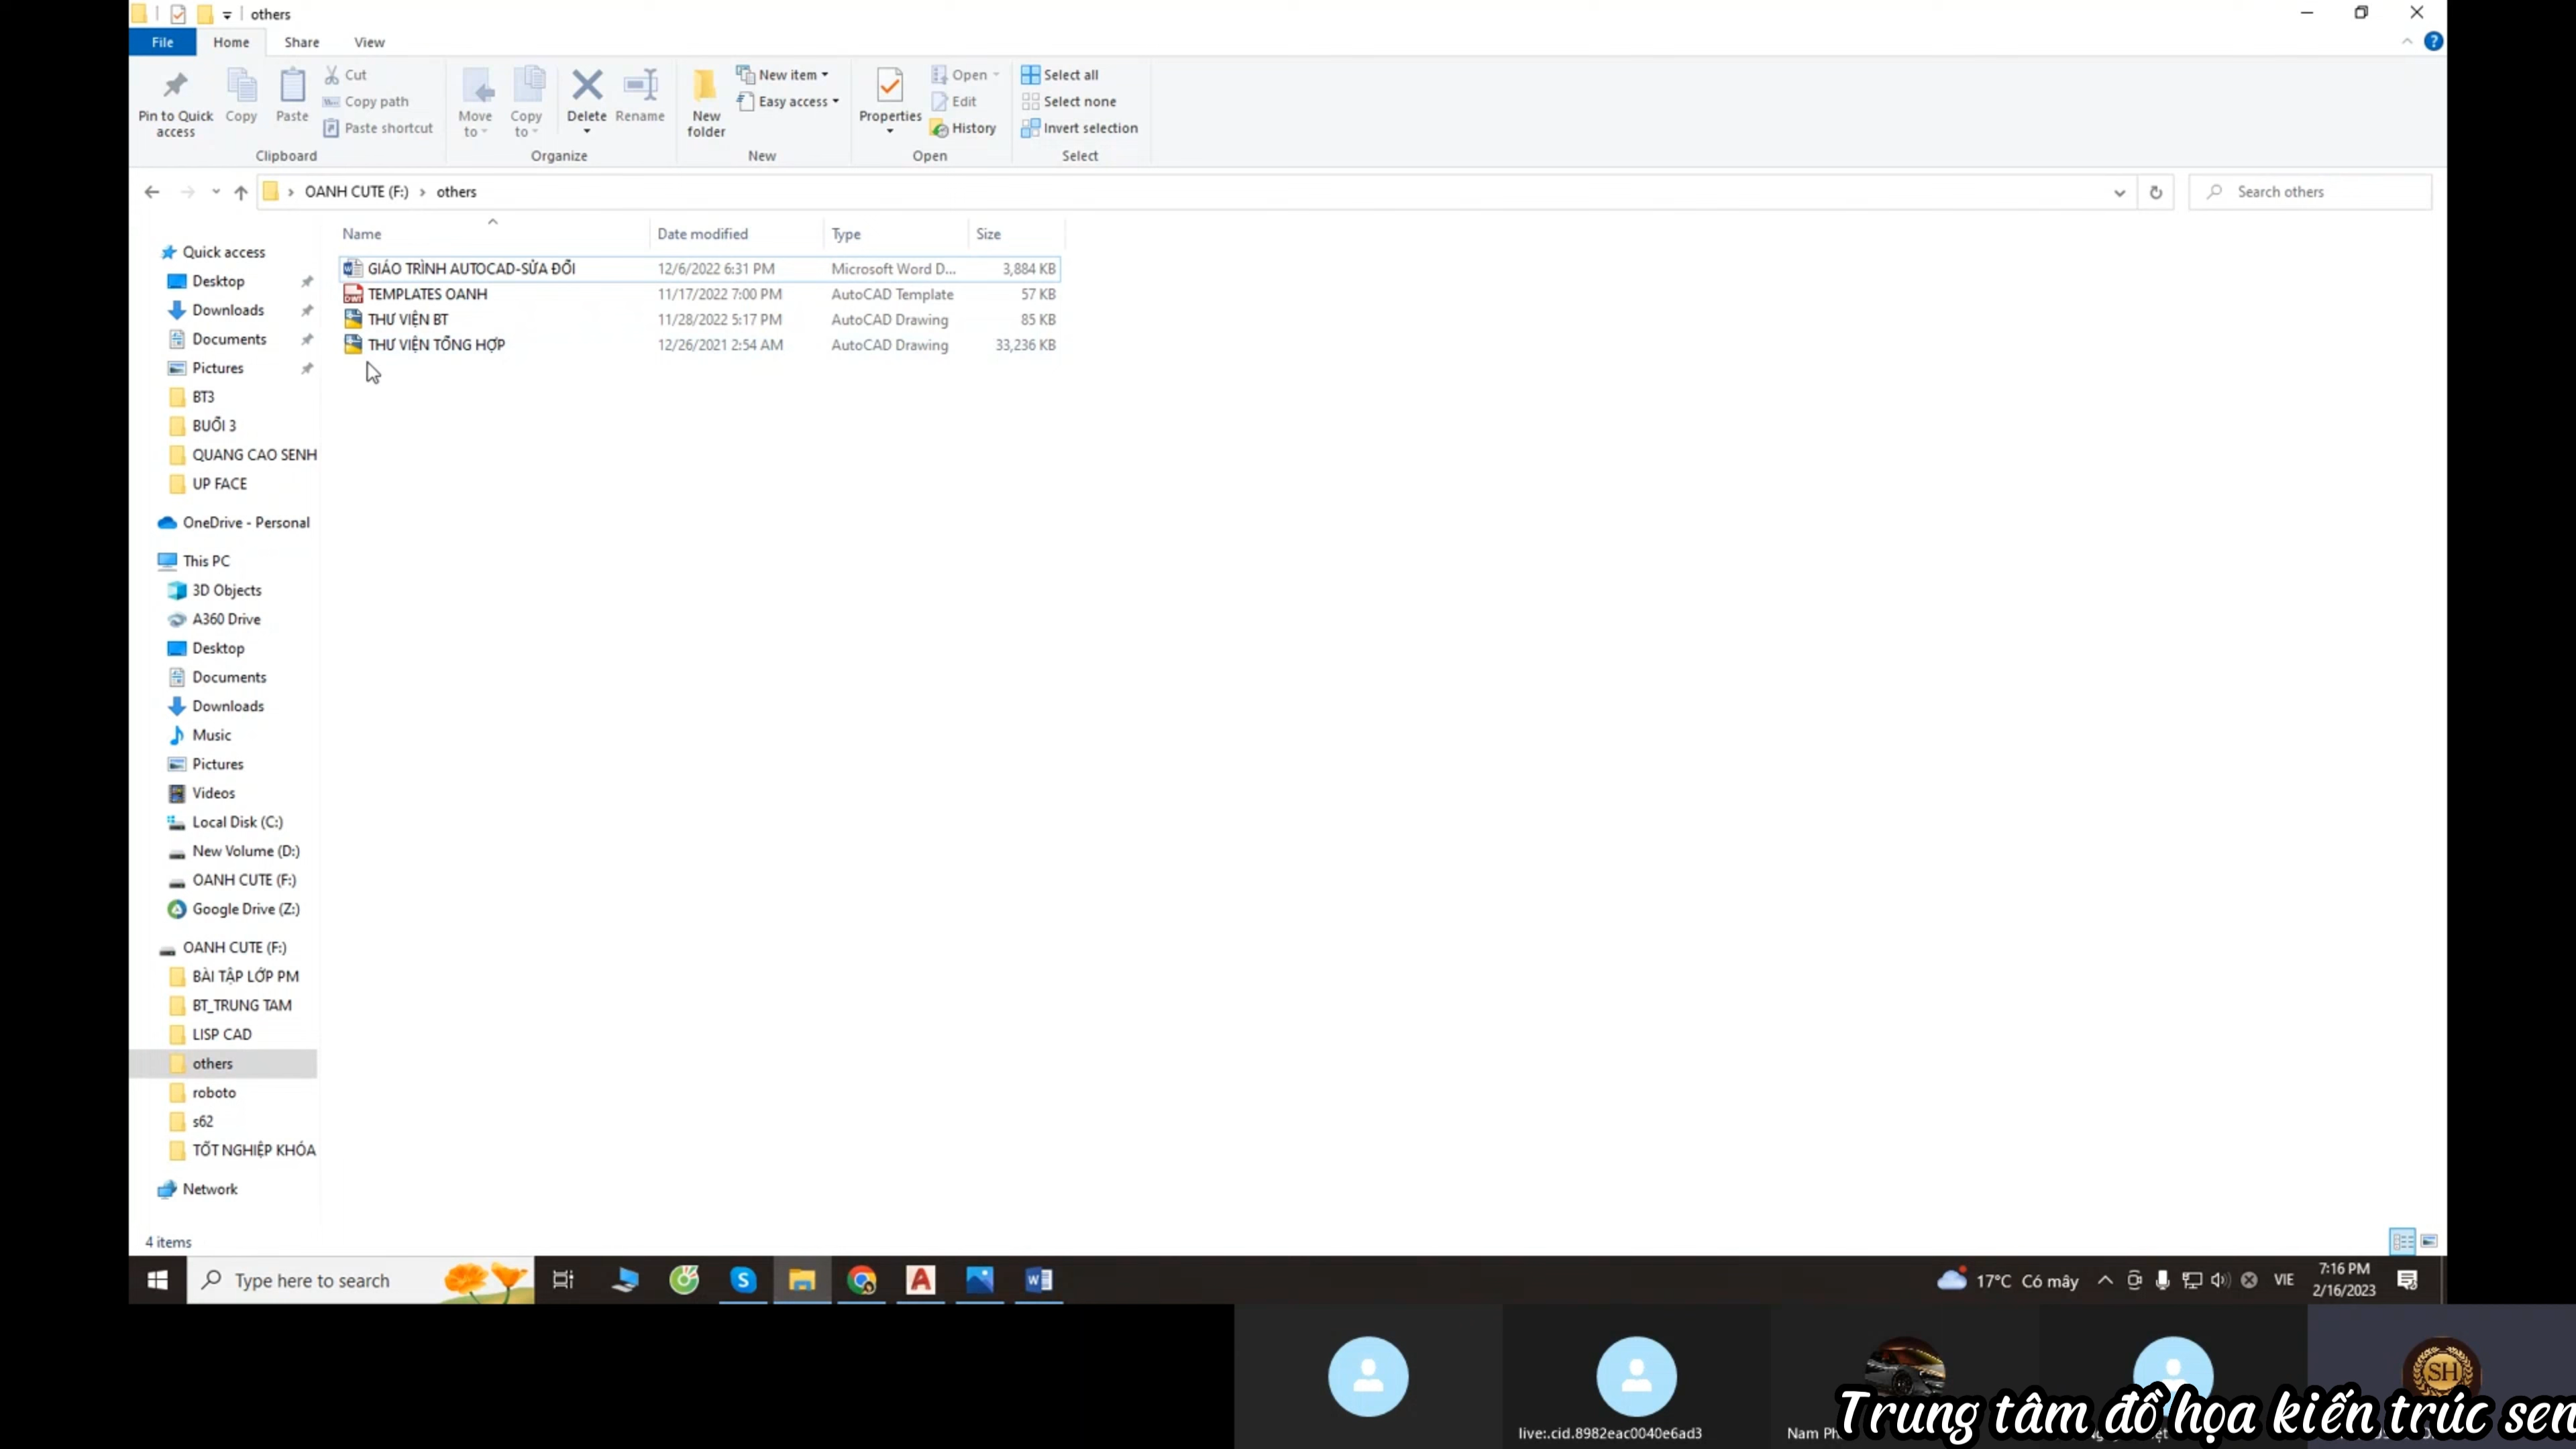 others
File Home Share View
Pin to Quick access
Copy
Paste
Cut
Copy path
Paste shortcut
Clipboard
Move to
Copy to
Delete
Rename
Organize
New folder
New item
Easy access
New
Properties
Open
Edit
History
Open
Select all
Select none
Invert selection
Select
OANH CUTE (F:) > others
Search others
Name Date modified Type Size
GIÁO TRÌNH AUTOCAD-SỬA ĐỔI 12/6/2022 6:31 PM Microsoft Word D... 3,884 KB
TEMPLATES OANH 11/17/2022 7:00 PM AutoCAD Template 57 KB
THƯ VIỆN BT 11/28/2022 5:17 PM AutoCAD Drawing 85 KB
THƯ VIỆN TỔNG HỢP 12/26/2021 2:54 AM AutoCAD Drawing 33,236 KB
Quick access
Desktop
Downloads
Documents
Pictures
BT3
BUỔI 3
QUANG CAO SENH
UP FACE
OneDrive - Personal
This PC
3D Objects
A360 Drive
Desktop
Documents
Downloads
Music
Pictures
Videos
Local Disk (C:)
New Volume (D:)
OANH CUTE (F:)
Google Drive (Z:)
OANH CUTE (F:)
BÀI TẬP LỚP PM
BT_TRUNG TAM
LISP CAD
others
roboto
s62
TỐT NGHIỆP KHÓA
Network
4 items
Type here to search
17°C Có mây
VIE
7:16 PM
2/16/2023
SH
live:.cid.8982eac0040e6ad3
Nam
Trung tâm đồ họa kiến trúc sen